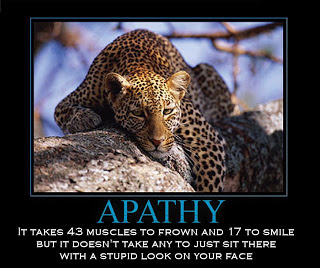 APATHY
IT TAKES 43 MUSCLES TO FROWN AND 17 TO SMILE
BUT IT DOESN'T TAKE ANY TO JUST SIT THERE
WITH A STUPID LOOK ON YOUR FACE